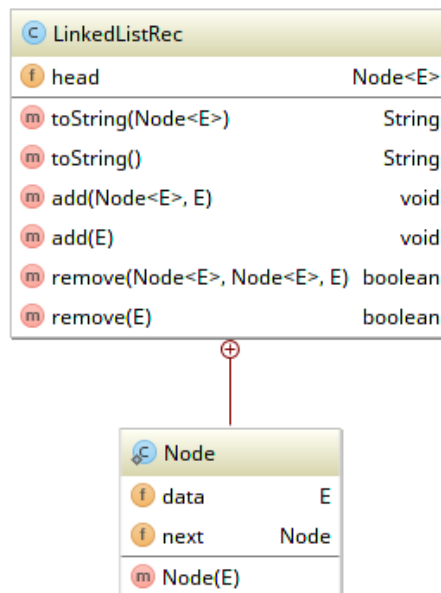 C LinkedListRec
f head Node<E>
m toString(Node<E>) String
m toString() String
m add(Node<E>, E) void
m add(E) void
m remove(Node<E>, Node<E>, E) boolean
m remove(E) boolean
C Node
f data E
f next Node
m Node(E)